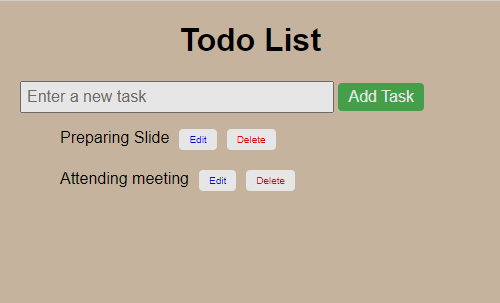 Todo List
Enter a new task Add Task
Preparing Slide Edit Delete
Attending meeting Edit Delete